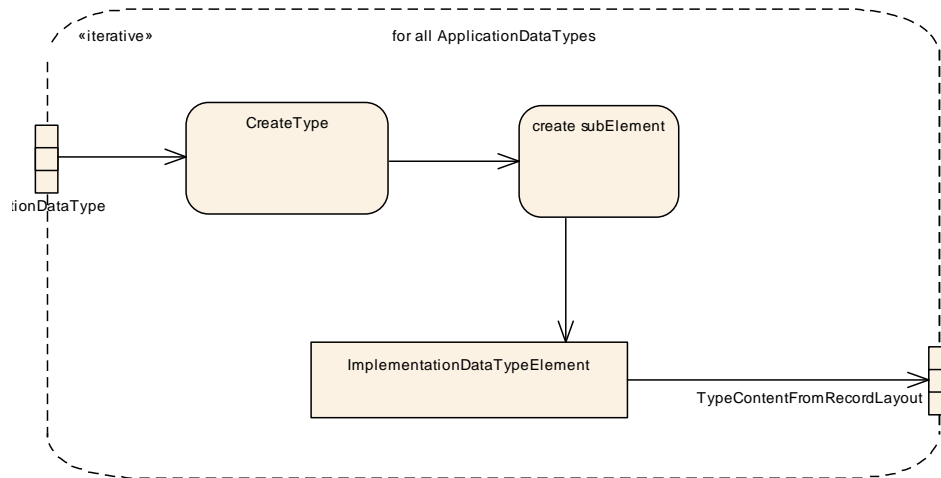 «iterative»
for all ApplicationDataTypes
CreateType
create subElement
tionDataType
ImplementationDataTypeElement
TypeContentFromRecordLayout